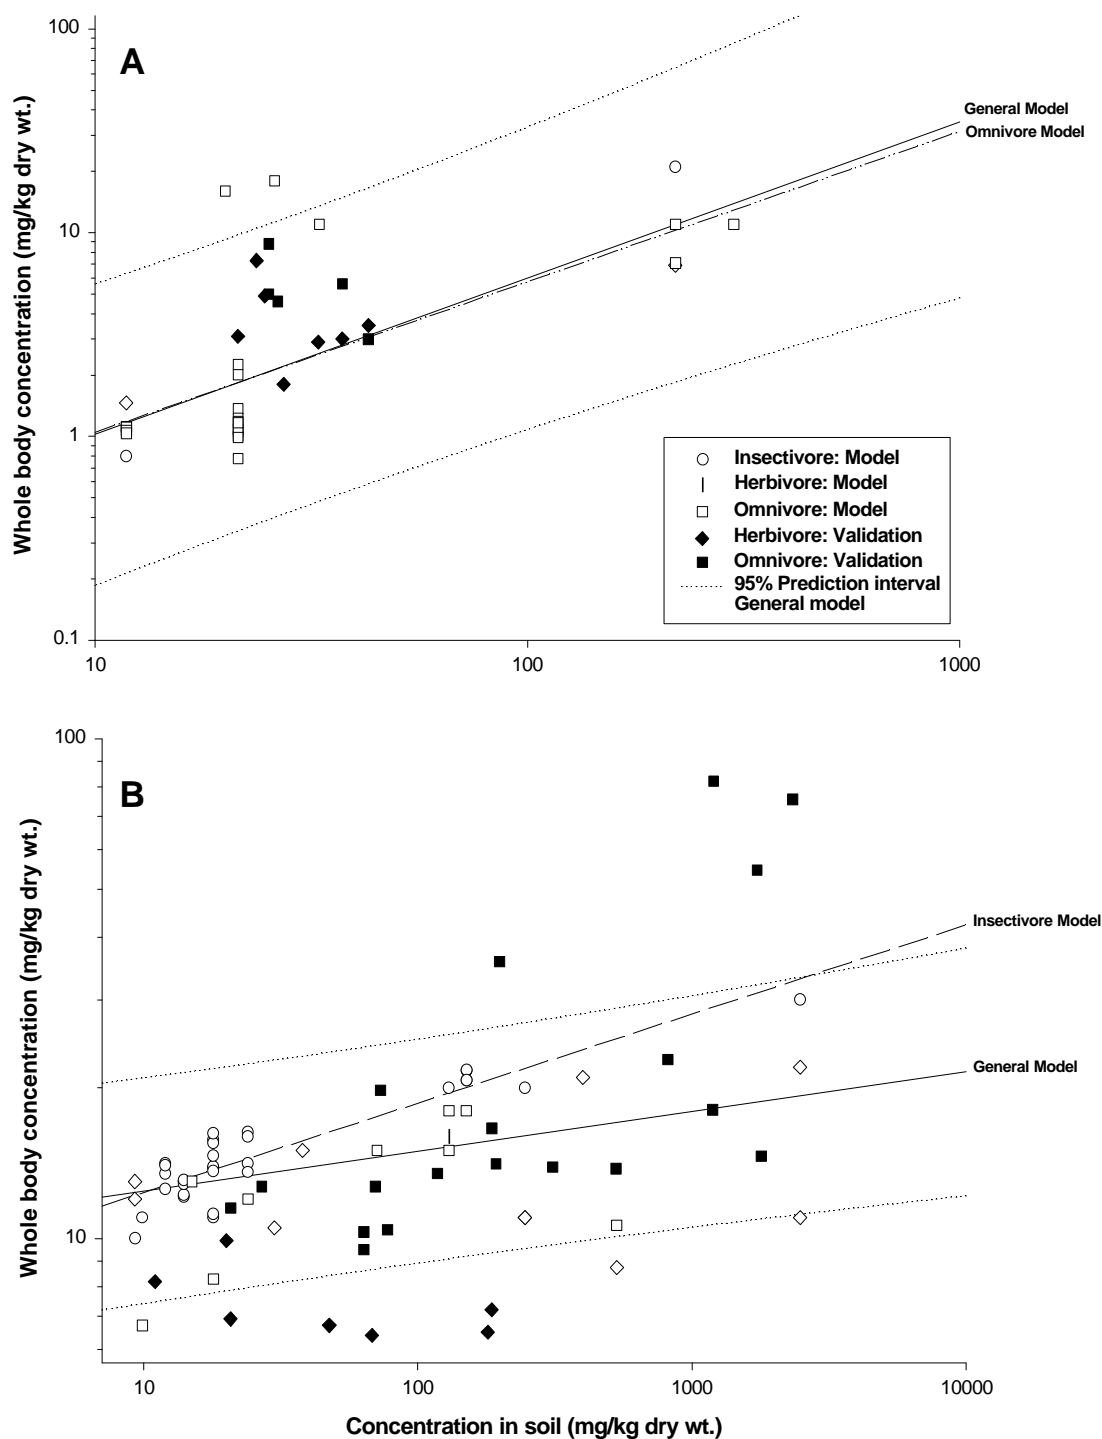 100
A
General Model
Omnivore Model
10
1
0.1
Whole body concentration (mg/kg dry wt.)
Insectivore: Model
Herbivore: Model
Omnivore: Model
Herbivore: Validation
Omnivore: Validation
95% Prediction interval
General model
10
100
1000
100
B
Insectivore Model
General Model
10
Whole body concentration (mg/kg dry wt.)
10
100
1000
10000
Concentration in soil (mg/kg dry wt.)